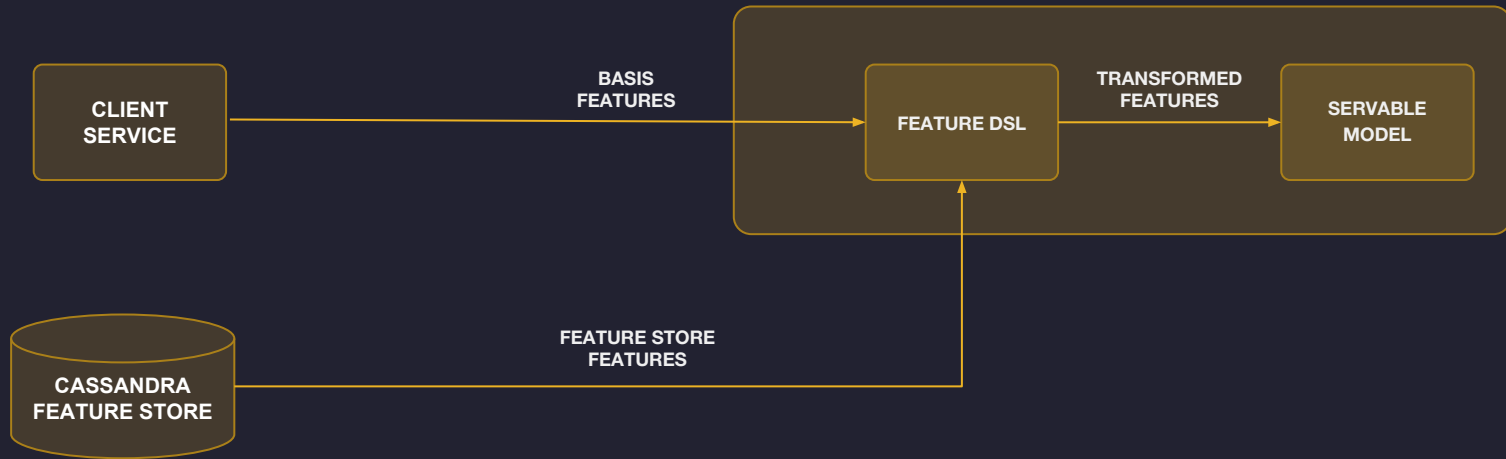 CLIENT
SERVICE
BASIS
FEATURES
FEATURE DSL
TRANSFORMED
FEATURES
SERVABLE
MODEL
CASSANDRA
FEATURE STORE
FEATURE STORE
FEATURES